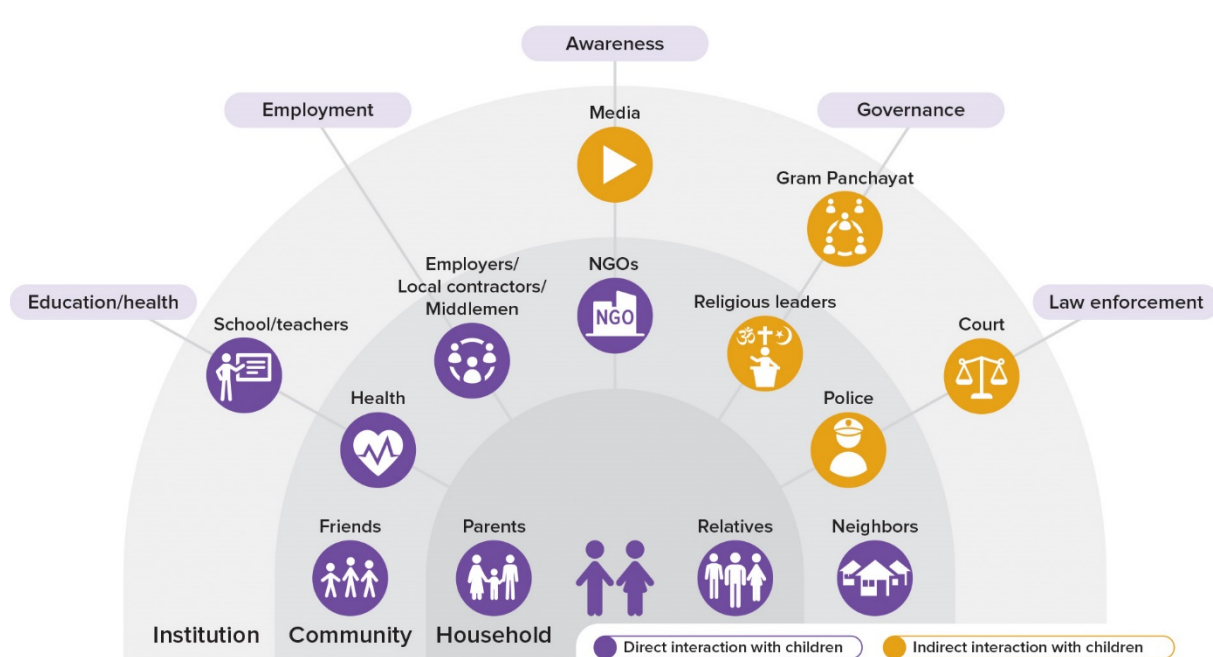 Awareness
Employment
Governance
Media
Gram Panchayat
Education/health
Employers/
Local contractors/
Middlemen
NGOs
NGO
Religious leaders
Law enforcement
School/teachers
Court
Health
Police
Friends
Parents
Relatives
Neighbors
Institution
Community
Household
Direct interaction with children
Indirect interaction with children